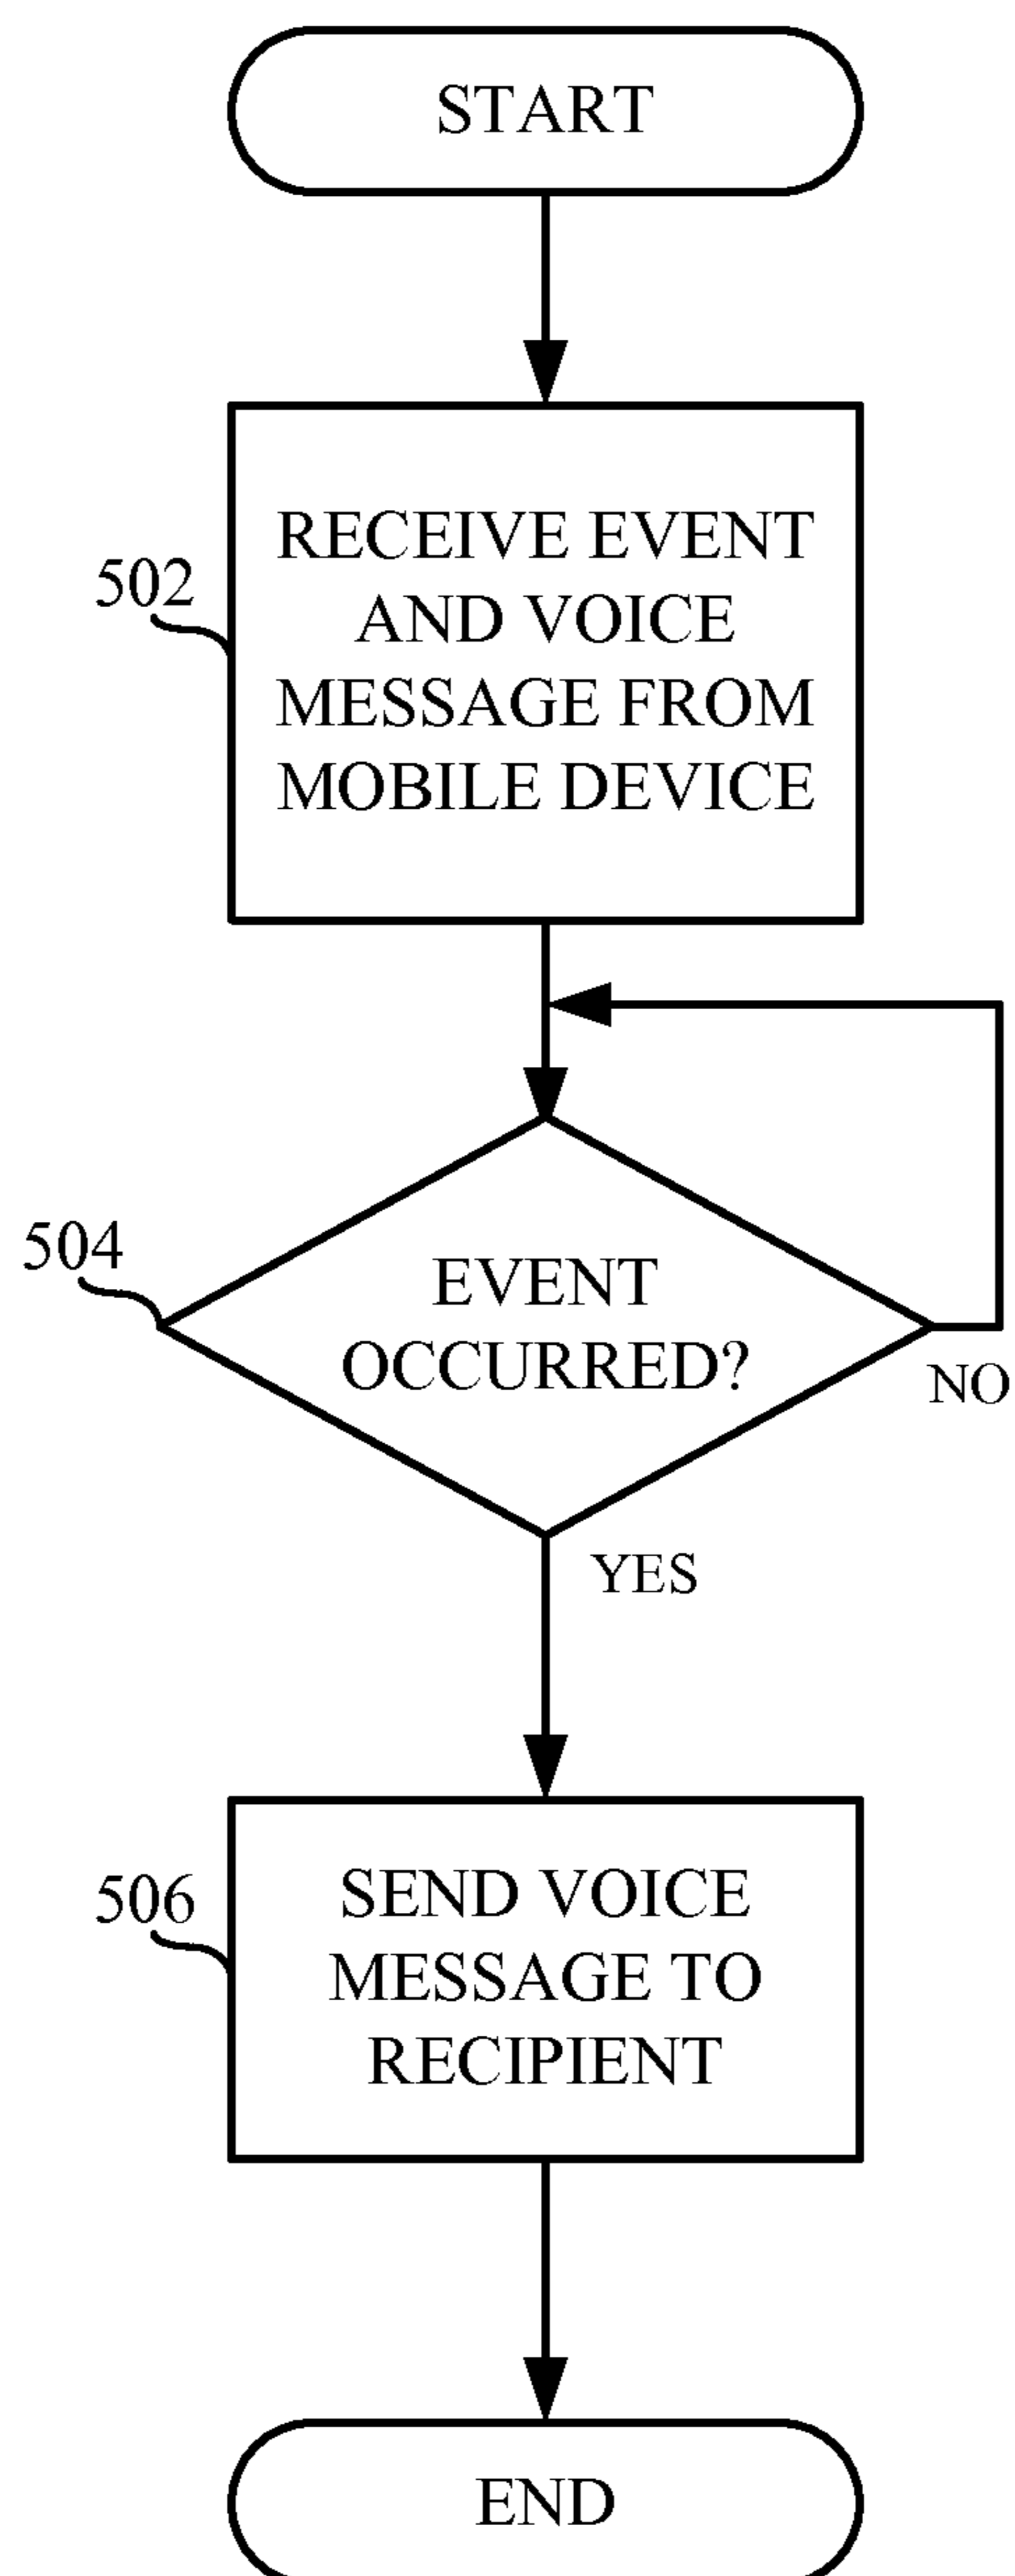 START
502
RECEIVE EVENT
AND VOICE
MESSAGE FROM
MOBILE DEVICE
504
EVENT
OCCURRED?
NO
YES
506
SEND VOICE
MESSAGE TO
RECIPIENT
END